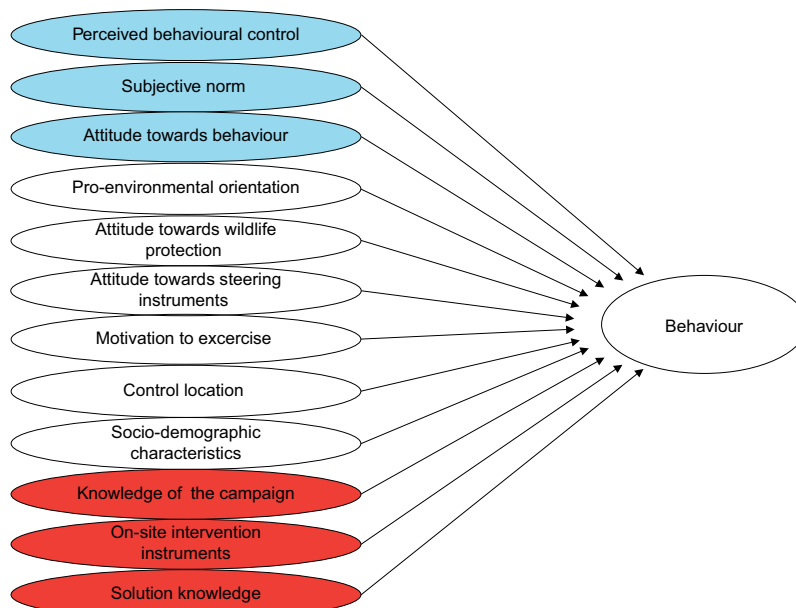 Perceived behavioural control
Subjective norm
Attitude towards behaviour
Pro-environmental orientation
Attitude towards wildlife
protection
Attitude towards steering
instruments
Motivation to excercise
Control location
Socio-demographic
characteristics
Knowledge of the campaign
On-site intervention
instruments
Solution knowledge
Behaviour